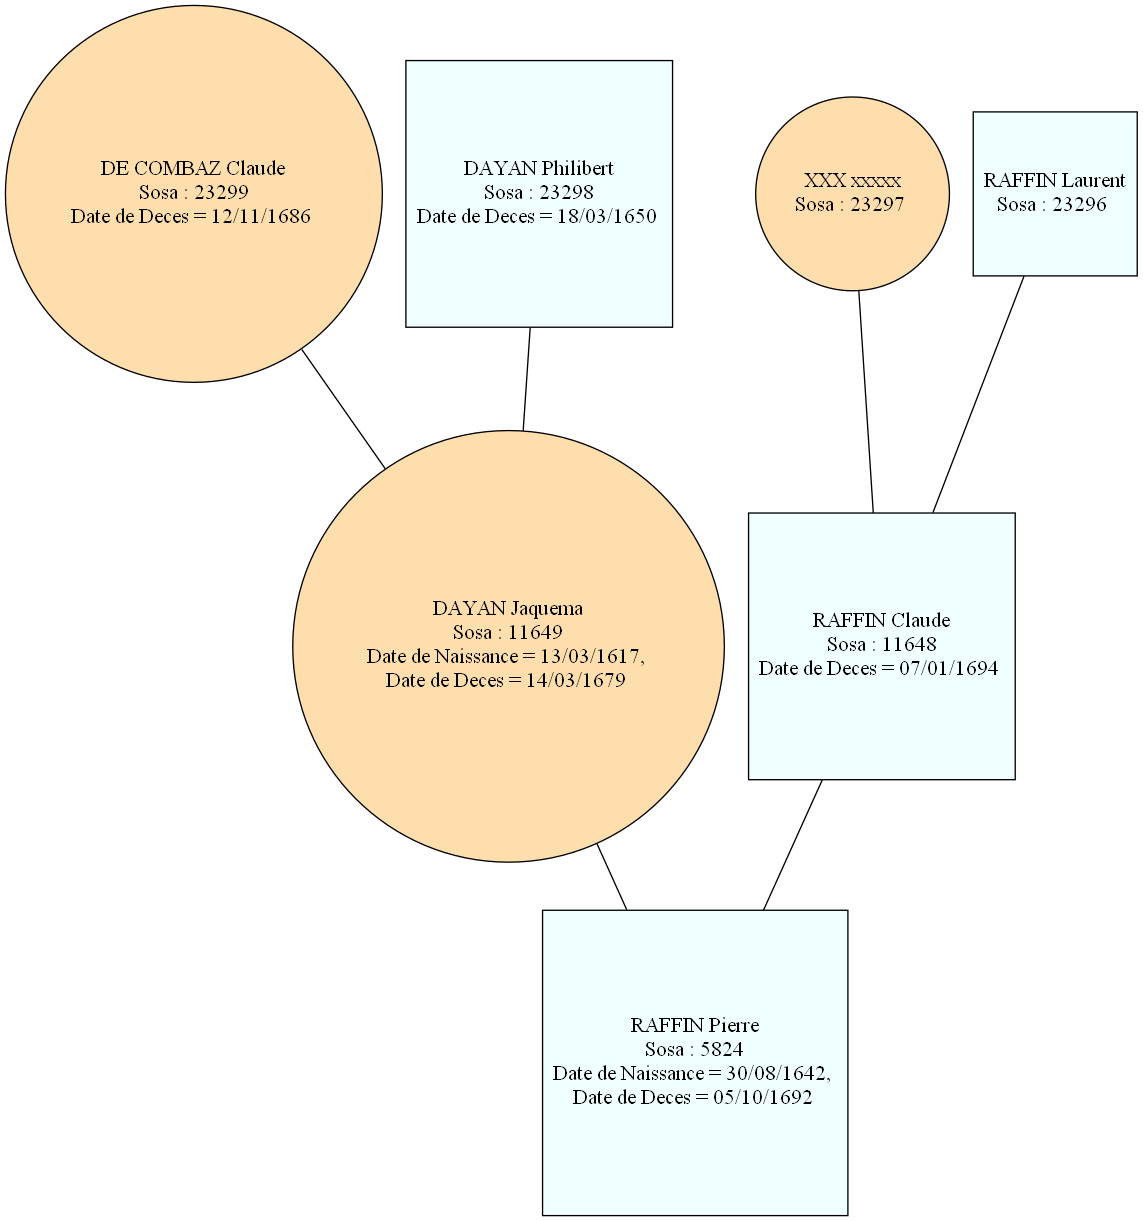 DE COMBAZ Claude
Sosa : 23299
Date de Deces = 12/11/1686
DAYAN Philibert
Sosa : 23298
Date de Deces = 18/03/1650
XXX xxxxx
Sosa : 23297
RAFFIN Laurent
Sosa : 23296
DAYAN Jaquema
Sosa : 11649
Date de Naissance = 13/03/1617,
Date de Deces = 14/03/1679
RAFFIN Claude
Sosa : 11648
Date de Deces = 07/01/1694
RAFFIN Pierre
Sosa : 5824
Date de Naissance = 30/08/1642,
Date de Deces = 05/10/1692